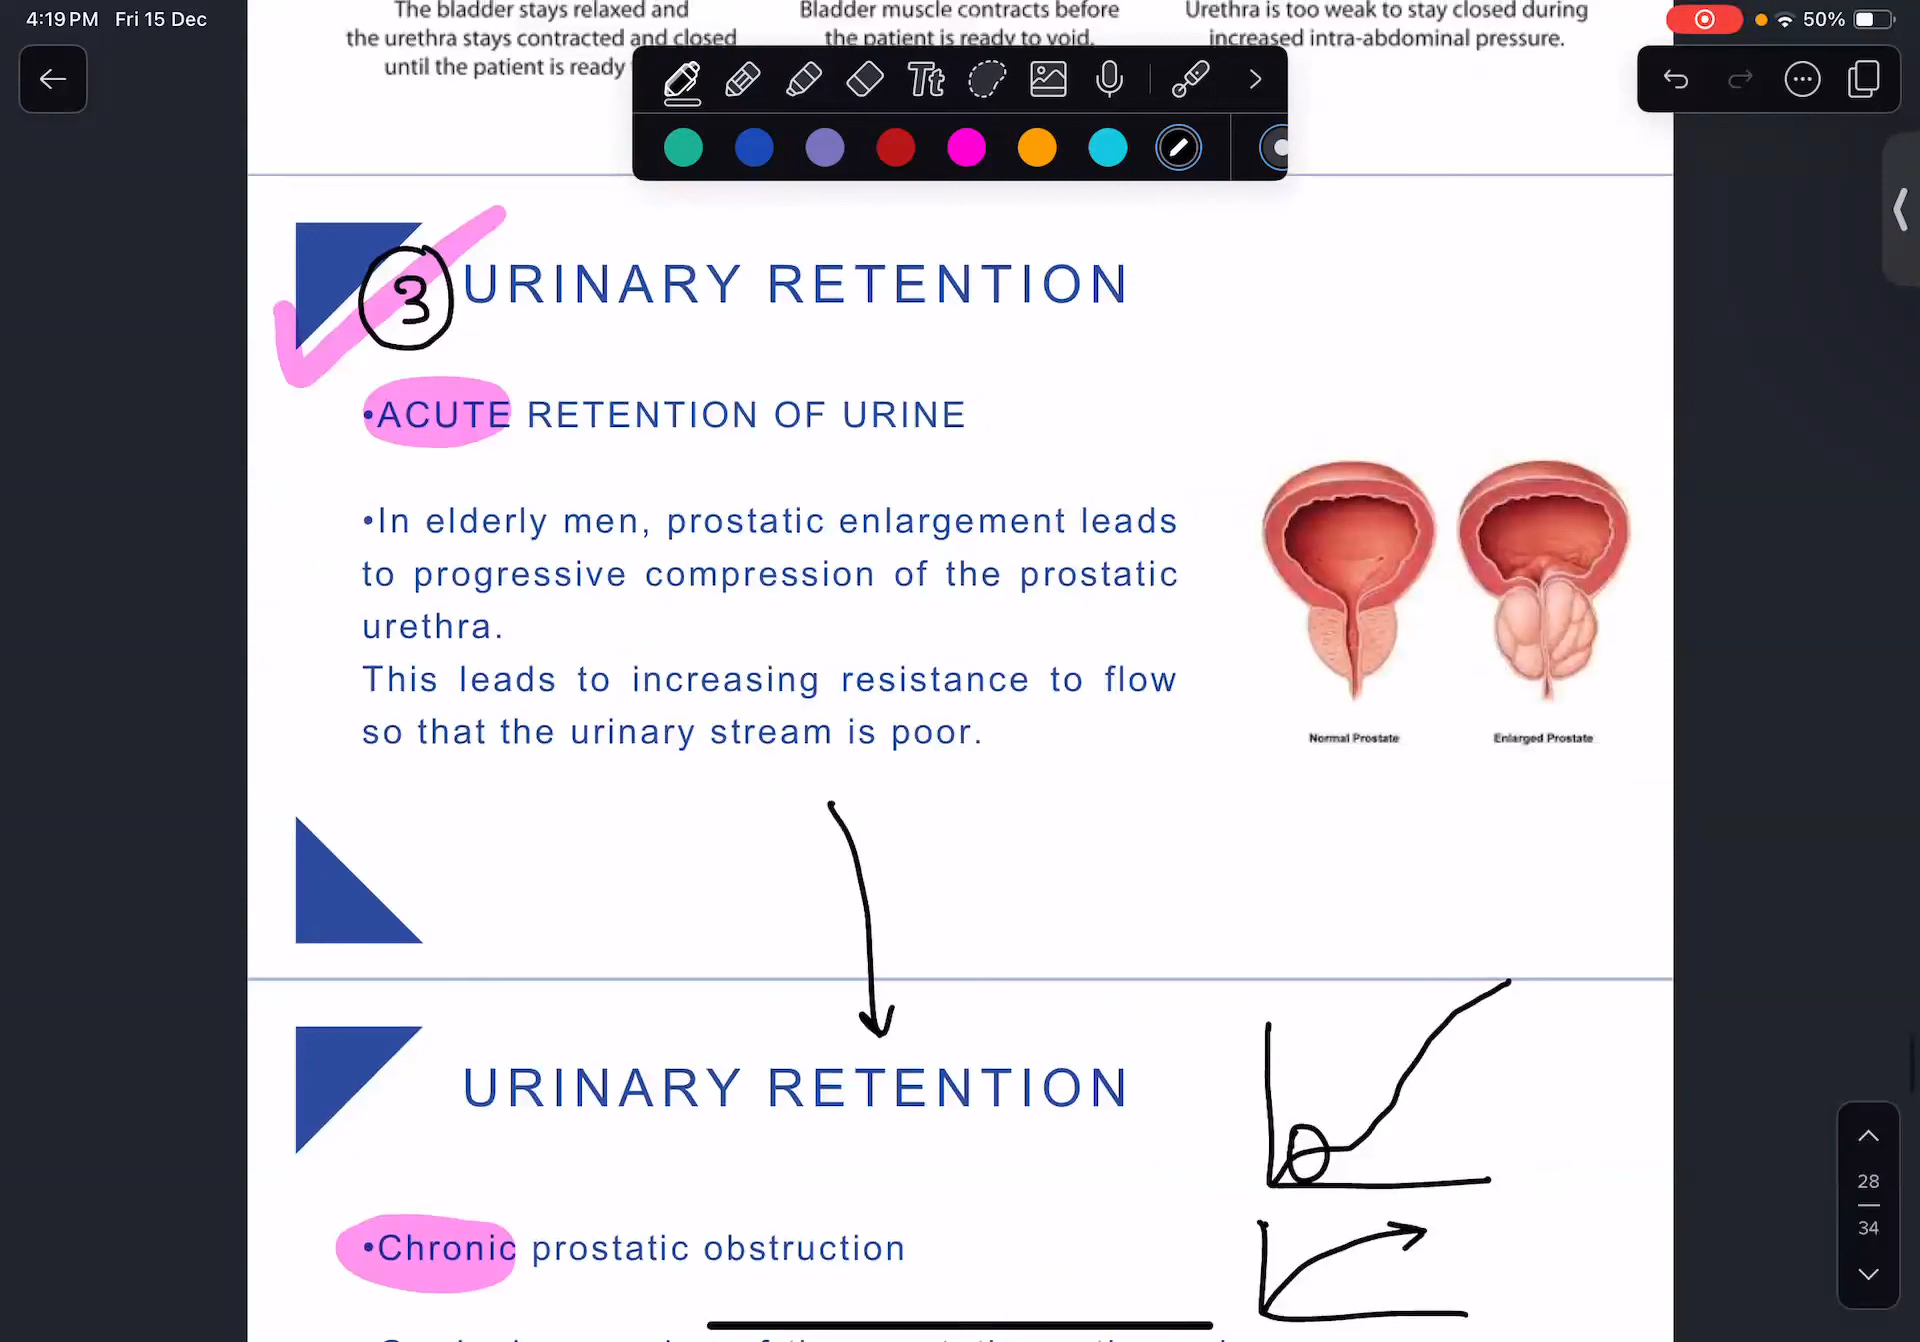 4:19 PM Fri 15 Dec
50%
The bladder stays relaxed and
the urethra stays contracted and closed
until the patient is ready
Bladder muscle contracts before
the patient is ready to void.
Urethra is too weak to stay closed during
increased intra-abdominal pressure.
Tt
3 URINARY RETENTION
•ACUTE RETENTION OF URINE
•In elderly men, prostatic enlargement leads
to progressive compression of the prostatic
urethra.
This leads to increasing resistance to flow
so that the urinary stream is poor.
Normal Prostate
Enlarged Prostate
URINARY RETENTION
•Chronic prostatic obstruction
28
34